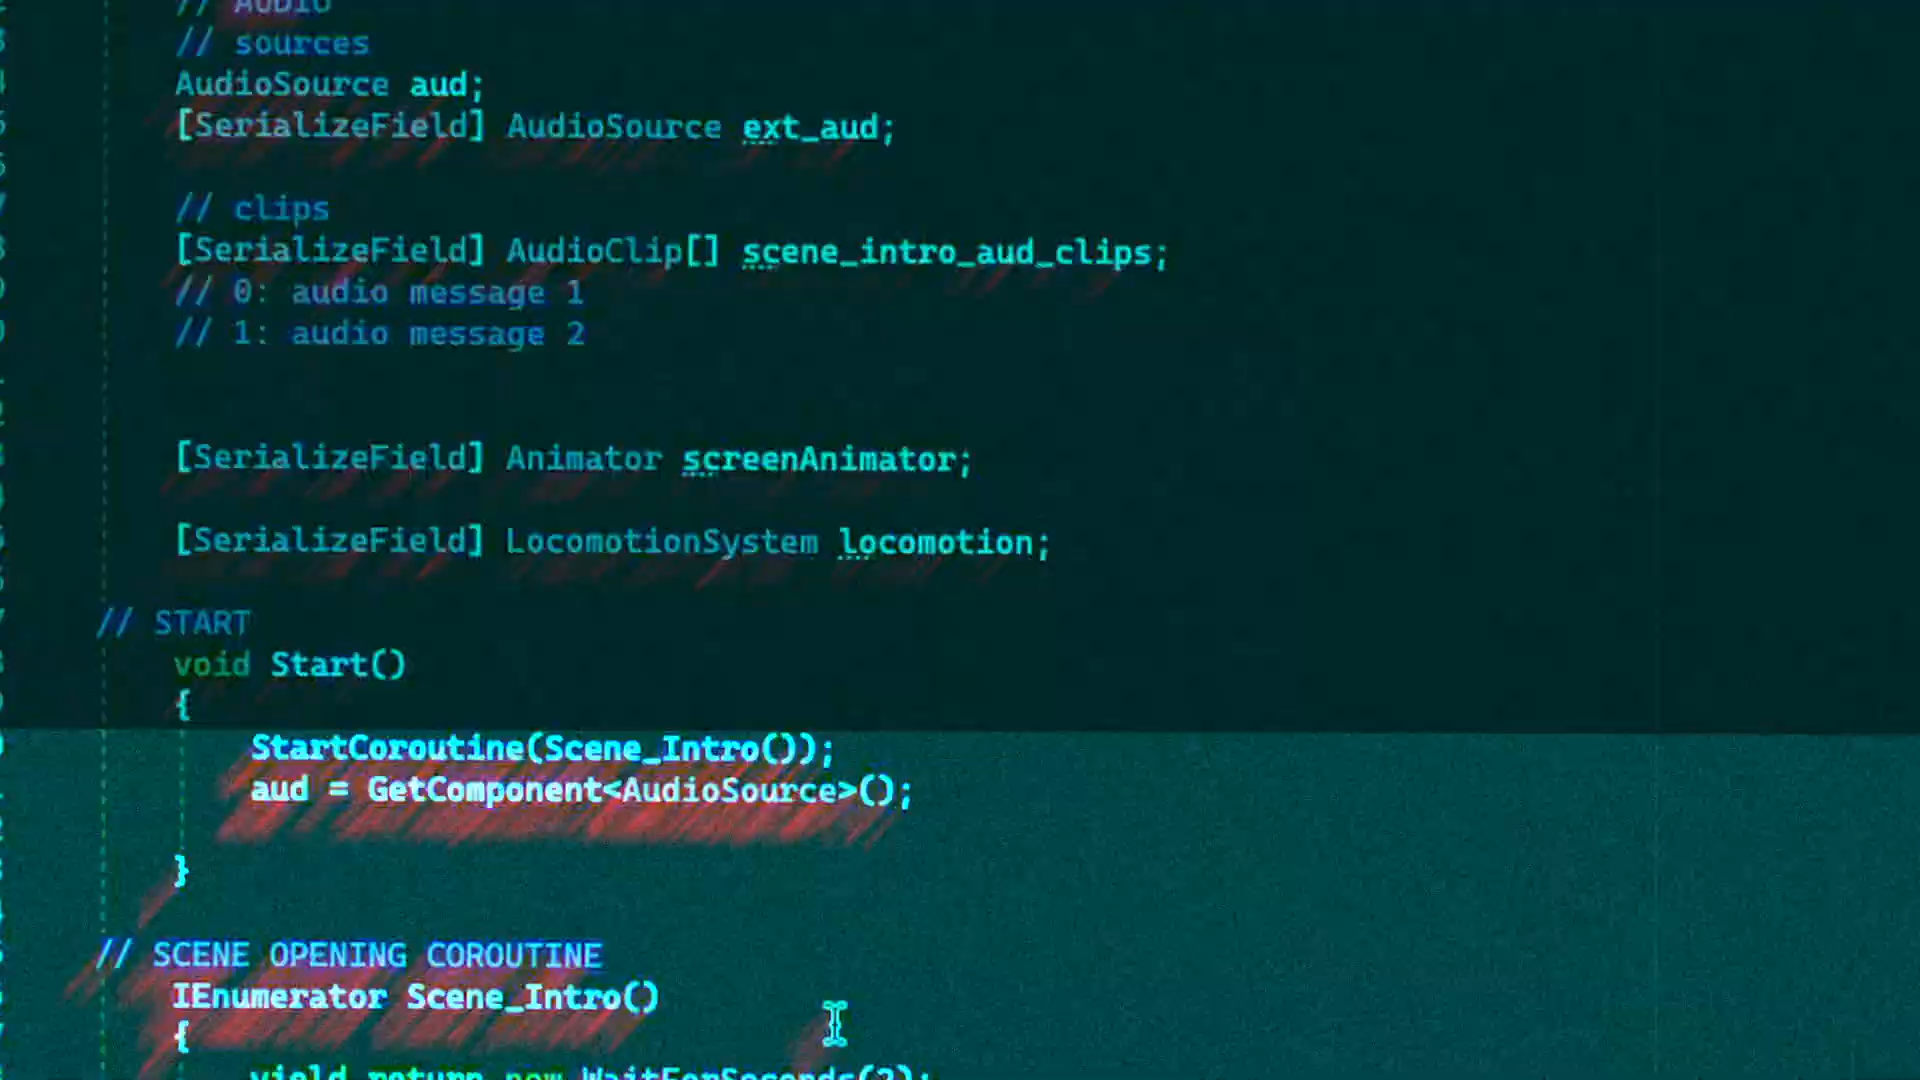 // AUDIO
// sources
AudioSource aud;
[SerializeField] AudioSource ext_aud;
// clips
[SerializeField] AudioClip[] scene_intro_aud_clips;
// 0: audio message 1
// 1: audio message 2
[SerializeField] Animator screenAnimator;
[SerializeField] LocomotionSystem locomotion;
// START
void Start()
{
StartCoroutine(Scene_Intro());
aud = GetComponent<AudioSource>();
}
// SCENE OPENING COROUTINE
IEnumerator Scene_Intro()
{
yield return new WaitForSeconds(2);